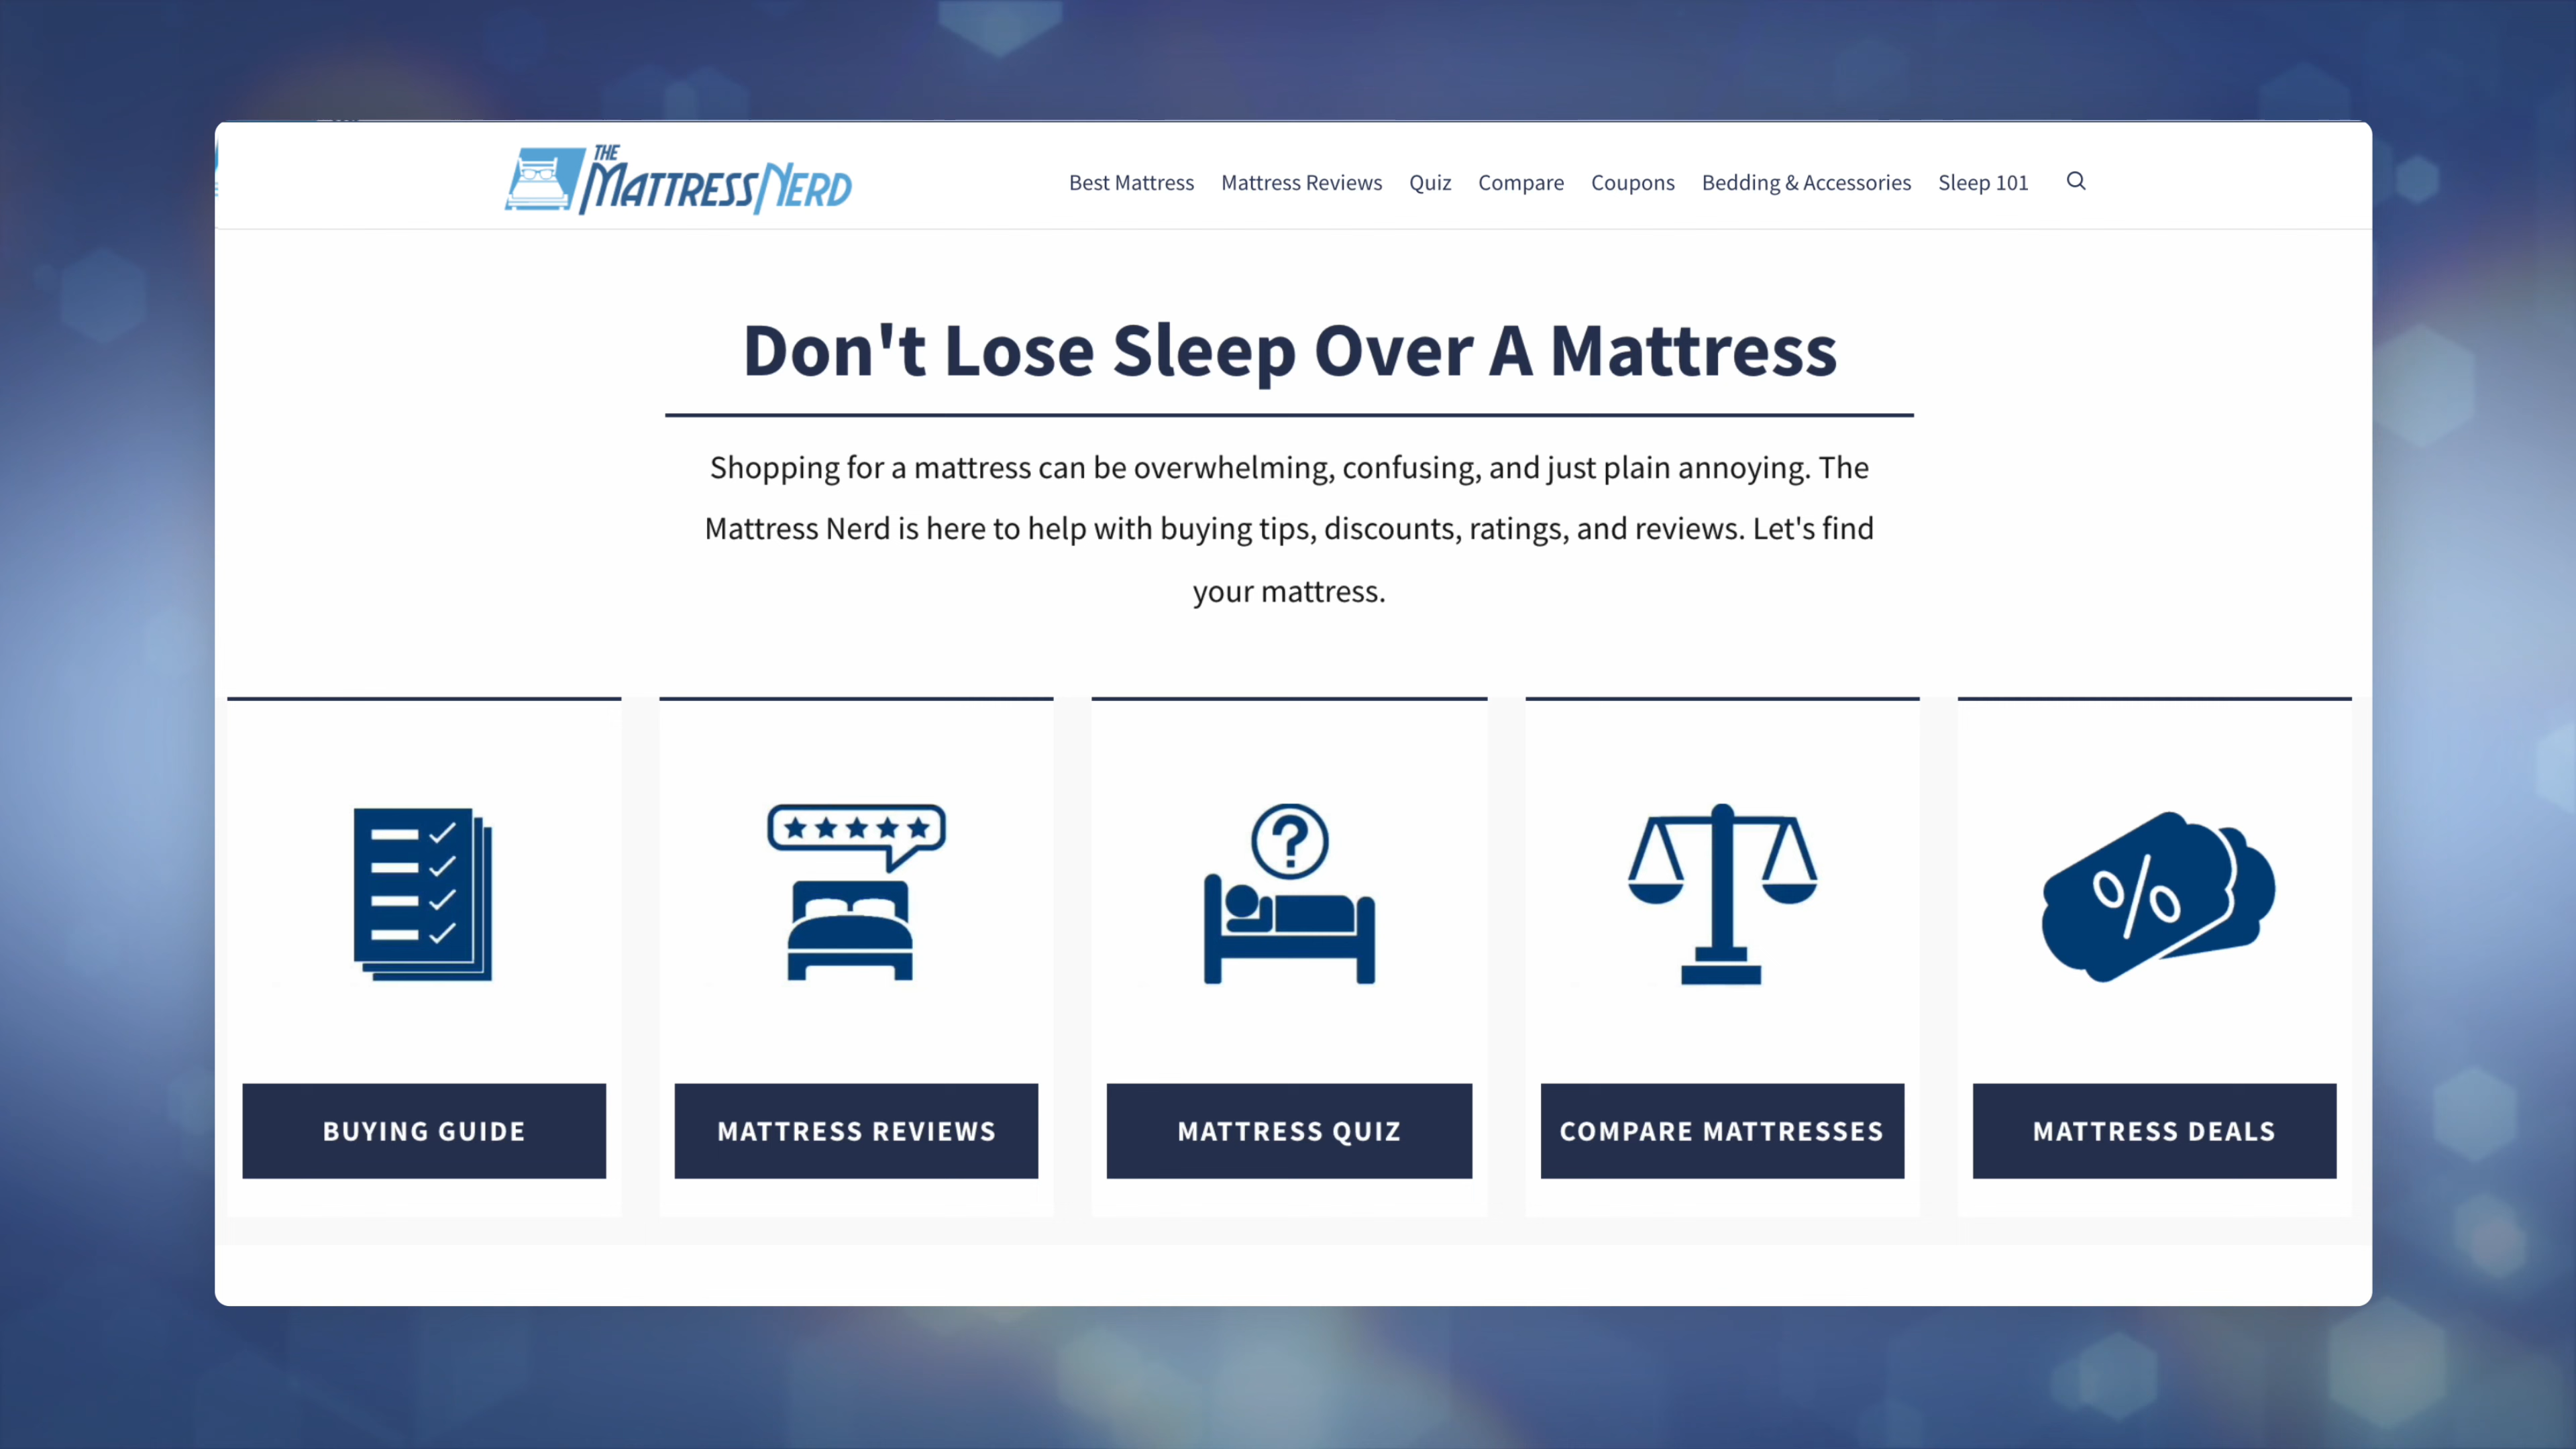 THE
MATTRESSNERD
Best Mattress Mattress Reviews Quiz Compare Coupons Bedding & Accessories Sleep 101
Don't Lose Sleep Over A Mattress
Shopping for a mattress can be overwhelming, confusing, and just plain annoying. The
Mattress Nerd is here to help with buying tips, discounts, ratings, and reviews. Let's find
your mattress.
?
%
BUYING GUIDE
MATTRESS REVIEWS
MATTRESS QUIZ
COMPARE MATTRESSES
MATTRESS DEALS